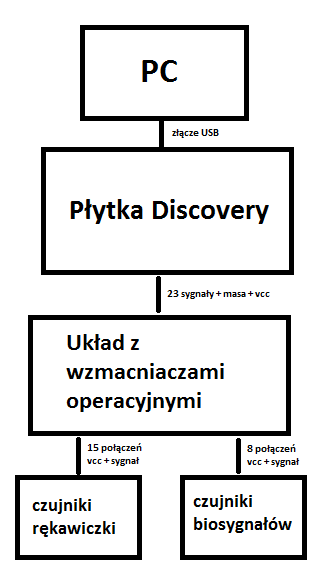 PC
złącze USB
Płytka Discovery
23 sygnały + masa + vcc
Układ z
wzmacniaczami
operacyjnymi
15 połączeń
vcc + sygnał
8 połączeń
vcc + sygnał
czujniki
rękawiczki
czujniki
biosygnałów